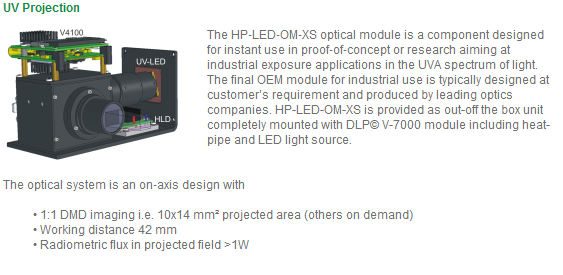 UV Projection
V4100
UV-LED
HLD
The HP-LED-OM-XS optical module is a component designed
for instant use in proof-of-concept or research aiming at
industrial exposure applications in the UVA spectrum of light.
The final OEM module for industrial use is typically designed at
customer's requirement and produced by leading optics
companies. HP-LED-OM-XS is provided as out-off the box unit
completely mounted with DLP© V-7000 module including heat-
pipe and LED light source.
The optical system is an on-axis design with
• 1:1 DMD imaging i.e. 10x14 mm² projected area (others on demand)
• Working distance 42 mm
• Radiometric flux in projected field >1W